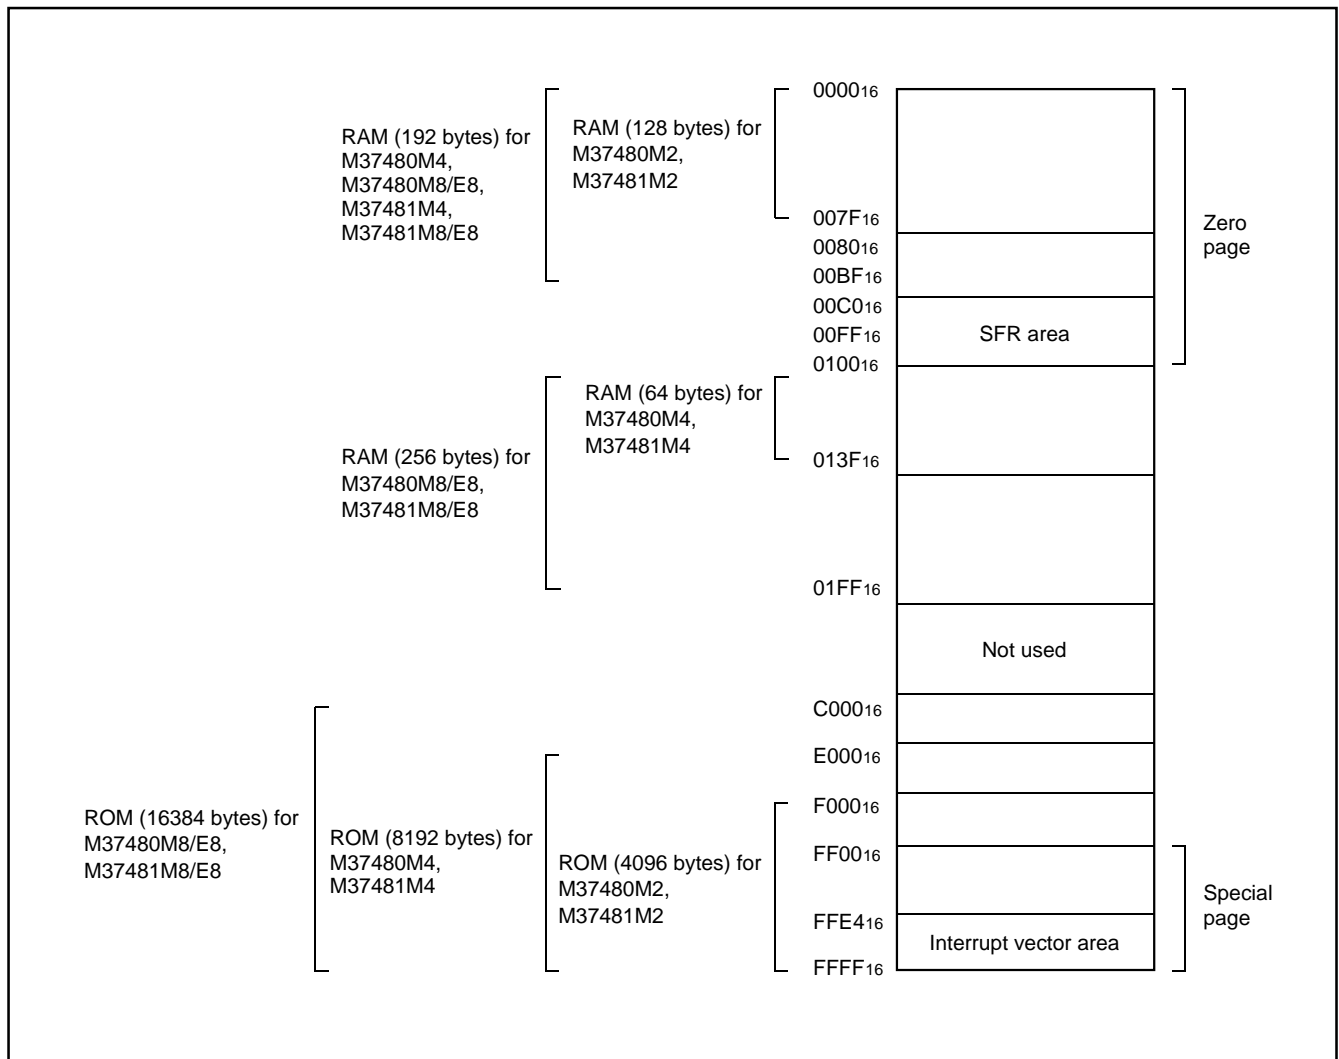 RAM (192 bytes) for
M37480M4,
M37480M8/E8,
M37481M4,
M37481M8/E8
RAM (128 bytes) for
M37480M2,
M37481M2
000016
007F16
008016
00BF16
00C016
00FF16
010016
SFR area
Zero
page
RAM (256 bytes) for
M37480M8/E8,
M37481M8/E8
RAM (64 bytes) for
M37480M4,
M37481M4
013F16
01FF16
Not used
C00016
E00016
F00016
FF0016
FFE416
FFFF16
ROM (16384 bytes) for
M37480M8/E8,
M37481M8/E8
ROM (8192 bytes) for
M37480M4,
M37481M4
ROM (4096 bytes) for
M37480M2,
M37481M2
Interrupt vector area
Special
page